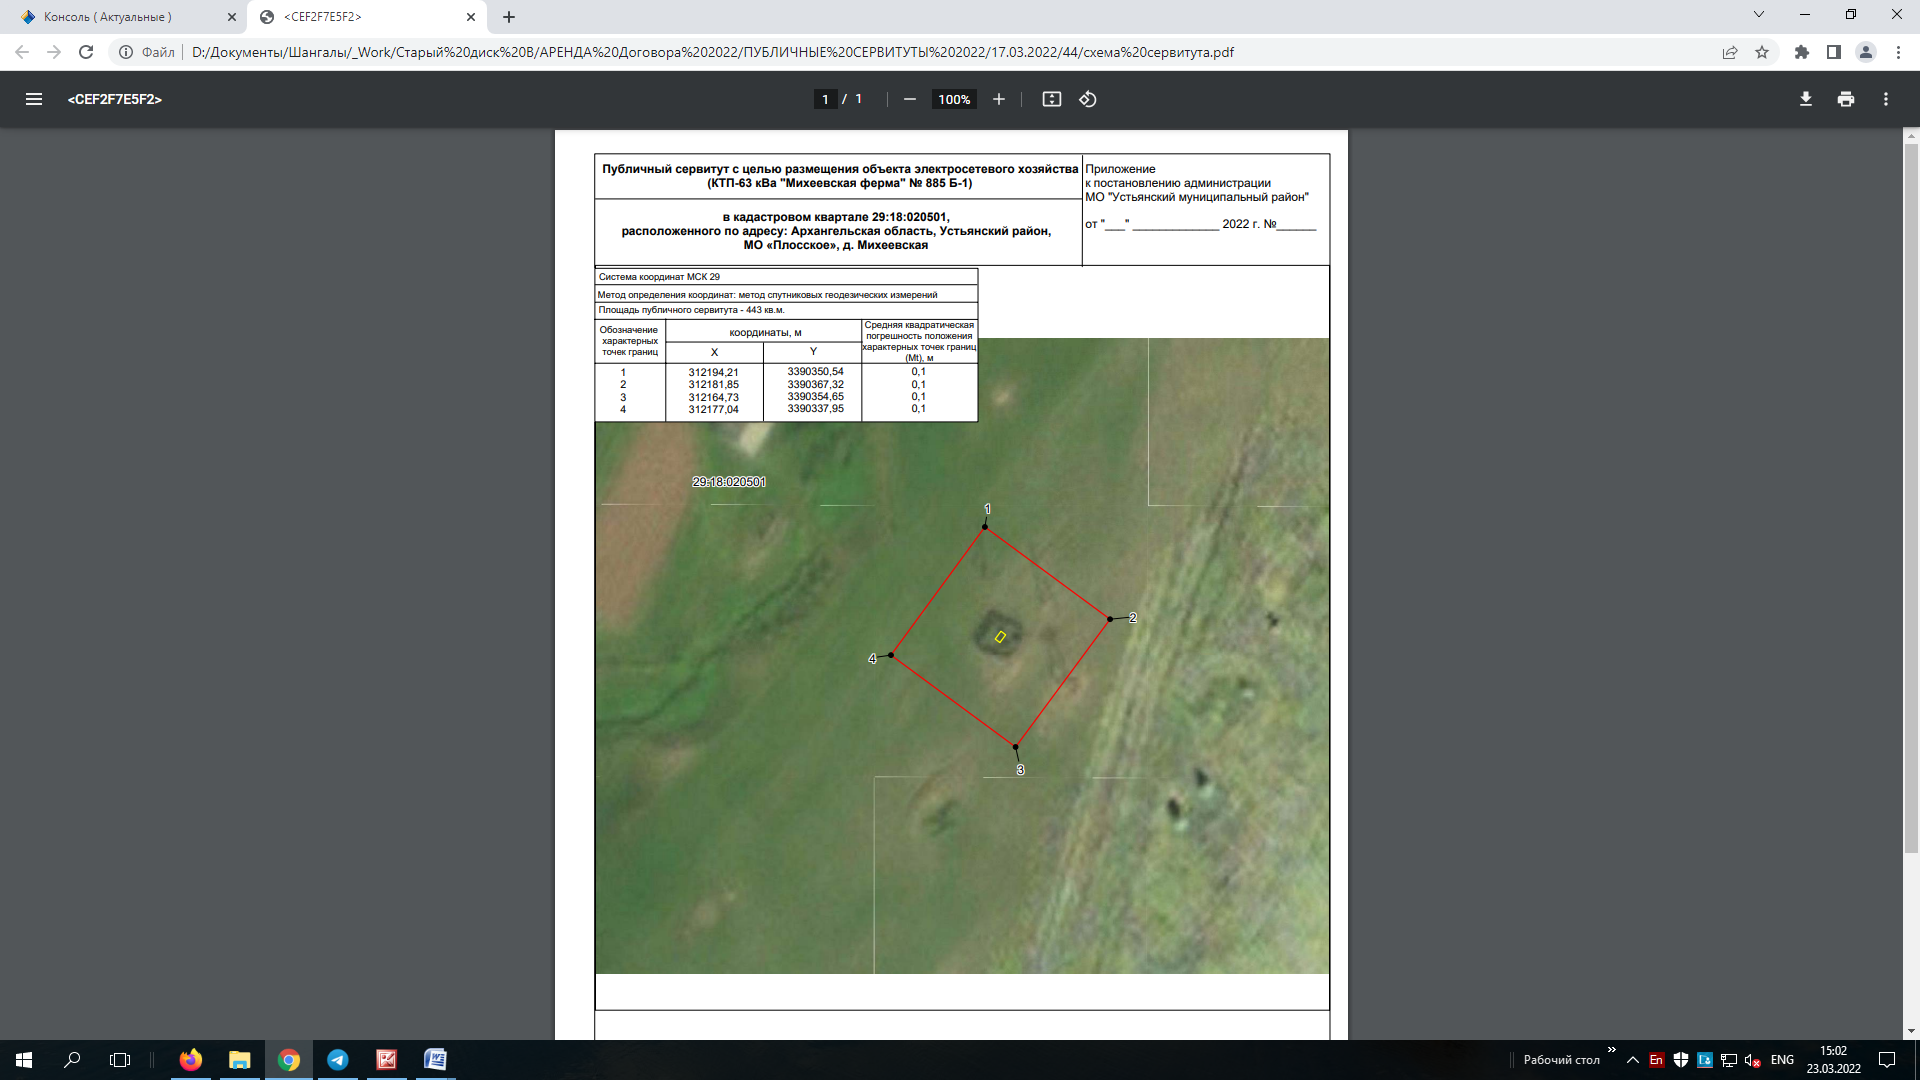 Консоль ( Актуальные )
<CEF2F7E5F2>
Файл
D:/Документы/Шангалы/_Work/Старый%20диск%20В/АРЕНДА%20Договора%202022/ПУБЛИЧНЫЕ%20СЕРВИТУТЫ%202022/17.03.2022/44/схема%20сервитута.pdf
<CEF2F7E5F2>
1 / 1
100%
Публичный сервитут с целью размещения объекта электросетевого хозяйства
(КТП-63 кВа "Михеевская ферма" № 885 Б-1)
в кадастровом квартале 29:18:020501,
расположенного по адресу: Архангельская область, Устьянский район,
МО «Плосское», д. Михеевская
Приложение
к постановлению администрации
МО "Устьянский муниципальный район"
от "___" _____________ 2022 г. №______
Система координат МСК 29
Метод определения координат: метод спутниковых геодезических измерений
Площадь публичного сервитута - 443 кв.м.
Обозначение
характерных
точек границ
координаты, м
X
Y
Средняя квадратическая
погрешность положения
характерных точек границ
(Mt), м
1 312194,21 3390350,54 0,1
2 312181,85 3390367,32 0,1
3 312164,73 3390354,65 0,1
4 312177,04 3390337,95 0,1
29:18:020501
1
2
4
3
Рабочий стол
En
ENG
15:02
23.03.2022